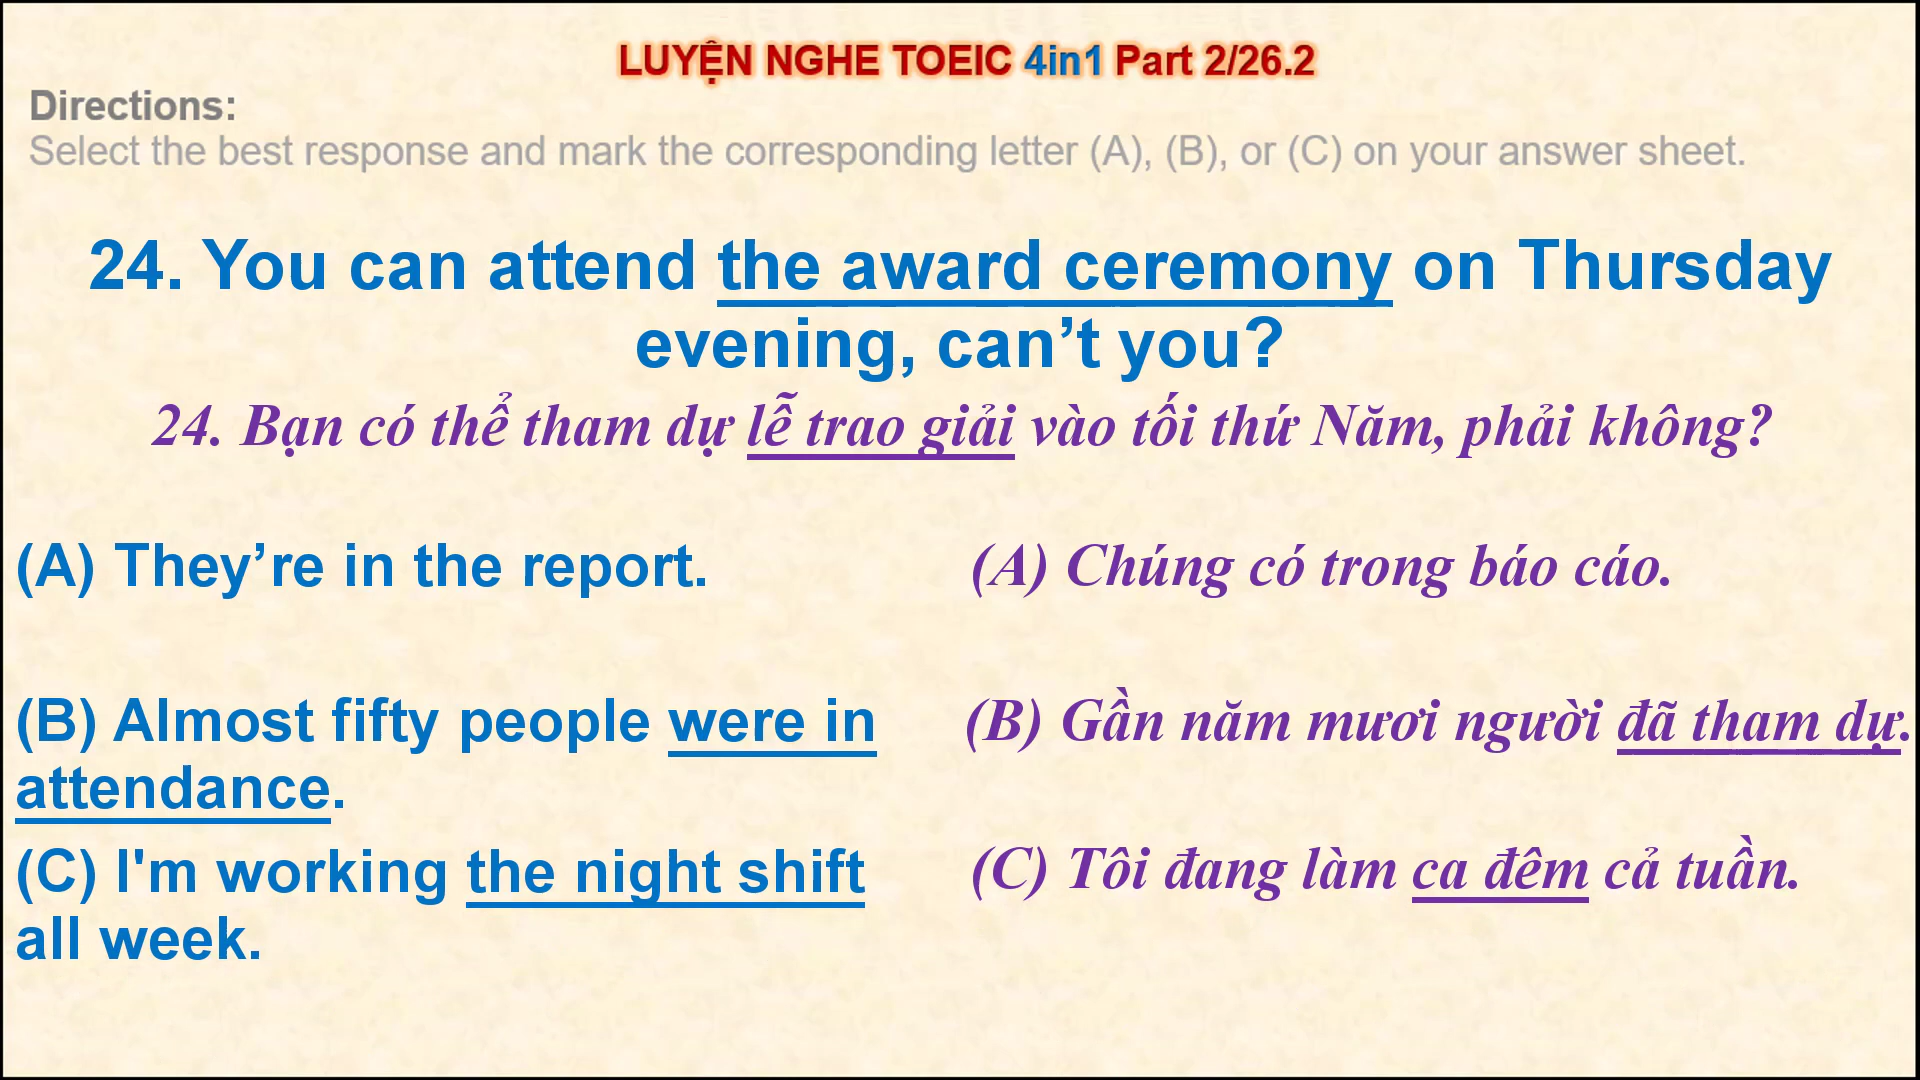 LUYỆN NGHE TOEIC 4in1 Part 2/26.2
Directions:
Select the best response and mark the corresponding letter (A), (B), or (C) on your answer sheet.
24. You can attend the award ceremony on Thursday
evening, can’t you?
24. Bạn có thể tham dự lễ trao giải vào tối thứ Năm, phải không?
(A) They’re in the report.
(A) Chúng có trong báo cáo.
(B) Almost fifty people were in
attendance.
(B) Gần năm mươi người đã tham dự.
(C) I'm working the night shift
all week.
(C) Tôi đang làm ca đêm cả tuần.